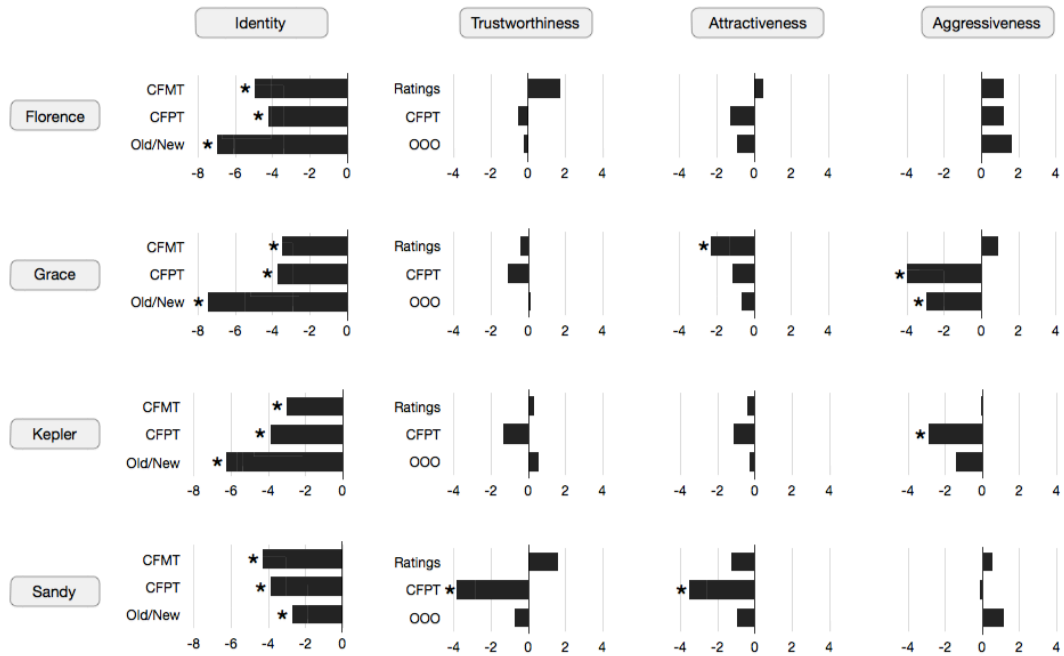 Identity Trustworthiness Attractiveness Aggressiveness
Florence
CFMT
CFPT
Old/New
-8 -6 -4 -2 0
Ratings
CFPT
OOO
-4 -2 0 2 4
-4 -2 0 2 4
-4 -2 0 2 4
Grace
CFMT
CFPT
Old/New
-8 -6 -4 -2 0
Ratings
CFPT
OOO
-4 -2 0 2 4
-4 -2 0 2 4
-4 -2 0 2 4
Kepler
CFMT
CFPT
Old/New
-8 -6 -4 -2 0
Ratings
CFPT
OOO
-4 -2 0 2 4
-4 -2 0 2 4
-4 -2 0 2 4
Sandy
CFMT
CFPT
Old/New
-8 -6 -4 -2 0
Ratings
CFPT
OOO
-4 -2 0 2 4
-4 -2 0 2 4
-4 -2 0 2 4